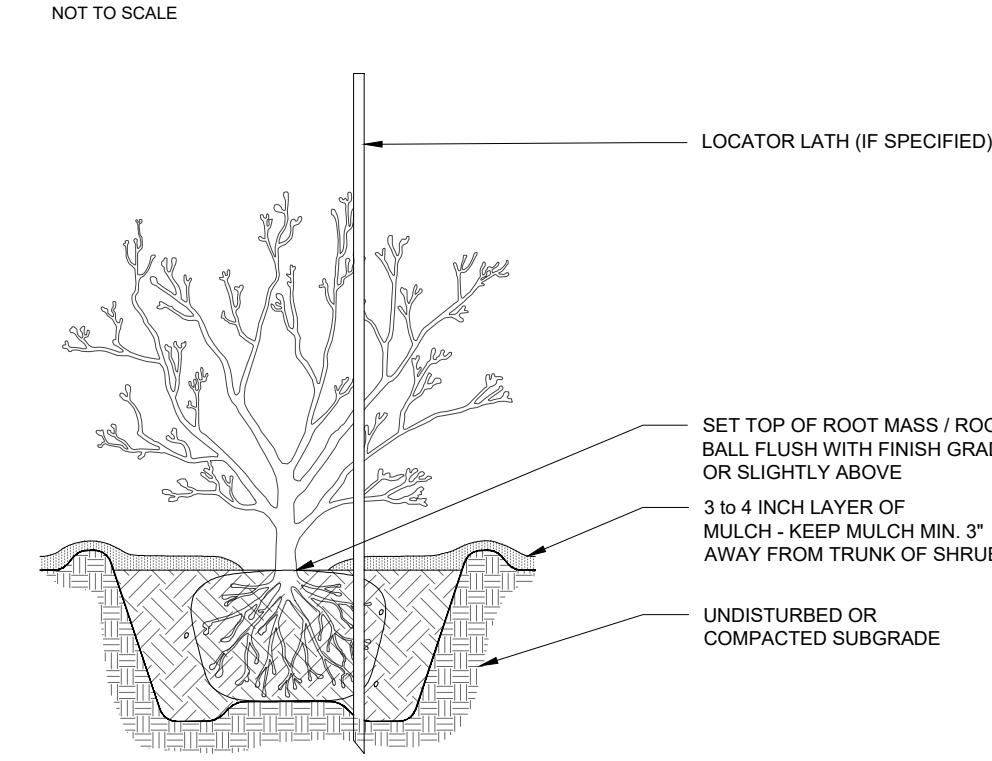 NOT TO SCALE
LOCATOR LATH (IF SPECIFIED)
SET TOP OF ROOT MASS /
BALL FLUSH WITH FINISH
OR SLIGHTLY ABOVE
3 to 4 INCH LAYER OF
MULCH - KEEP MULCH MIN. 3"
AWAY FROM TRUNK OF
UNDISTURBED OR
COMPACTED SUBGRADE